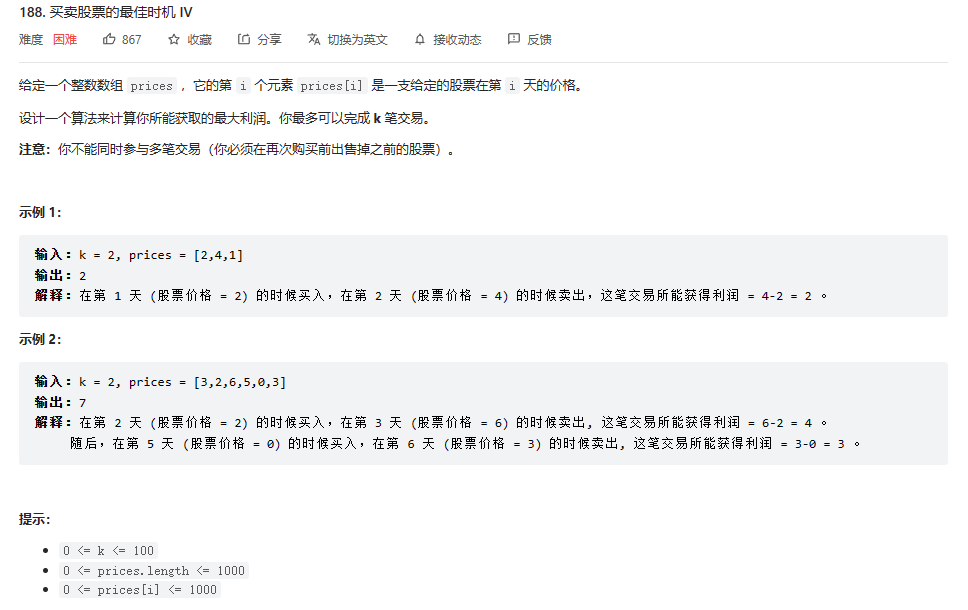 188. 买卖股票的最佳时机 IV
难度 困难 867 收藏 分享 切换为英文 接收动态 反馈
给定一个整数数组 prices ，它的第 i 个元素 prices[i] 是一支给定的股票在第 i 天的价格。
设计一个算法来计算你所能获取的最大利润。你最多可以完成 k 笔交易。
注意：你不能同时参与多笔交易（你必须在再次购买前出售掉之前的股票）。
示例 1：
输入：k = 2, prices = [2,4,1]
输出：2
解释：在第 1 天 (股票价格 = 2) 的时候买入，在第 2 天 (股票价格 = 4) 的时候卖出，这笔交易所能获得利润 = 4-2 = 2 。
示例 2：
输入：k = 2, prices = [3,2,6,5,0,3]
输出：7
解释：在第 2 天 (股票价格 = 2) 的时候买入，在第 3 天 (股票价格 = 6) 的时候卖出, 这笔交易所能获得利润 = 6-2 = 4 。
随后，在第 5 天 (股票价格 = 0) 的时候买入，在第 6 天 (股票价格 = 3) 的时候卖出, 这笔交易所能获得利润 = 3-0 = 3 。
提示：
0 <= k <= 100
0 <= prices.length <= 1000
0 <= prices[i] <= 1000